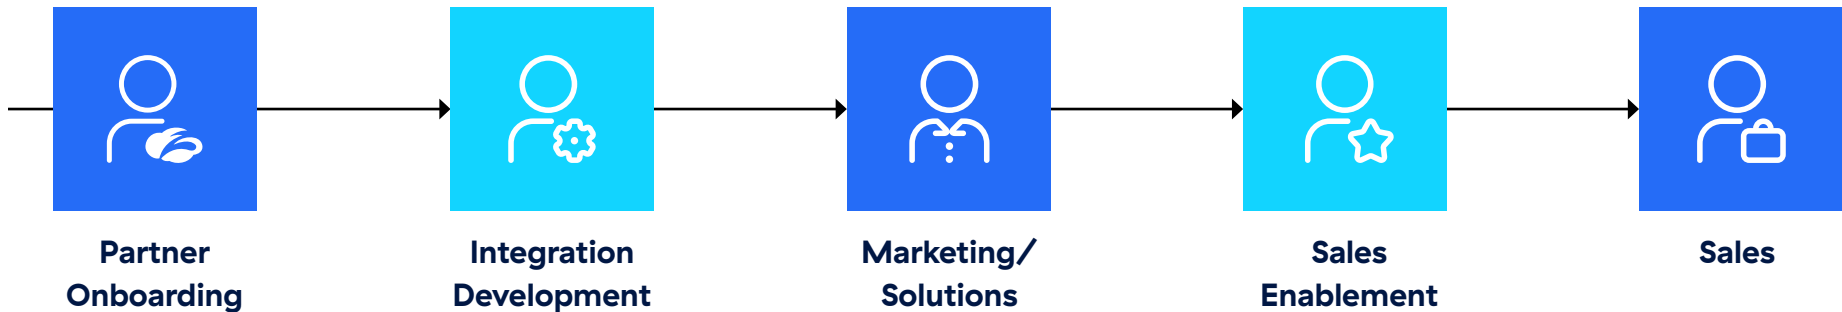 Partner
Onboarding
Integration
Development
Marketing/
Solutions
Sales
Enablement
Sales